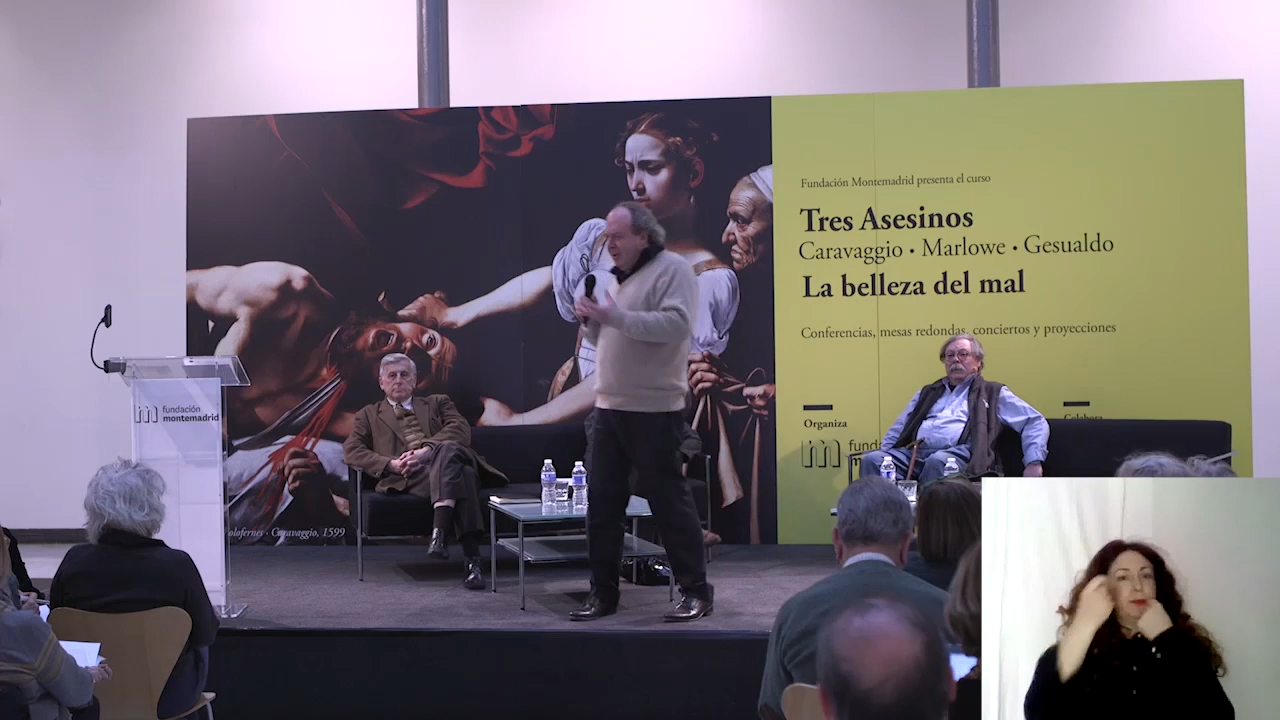 Fundación Montemadrid presenta el curso
Tres Asesinos
Caravaggio • Marlowe • Gesualdo
La belleza del mal
Conferencias, mesas redondas, conciertos y proyecciones
Organiza
Colabora
fundación
montemadrid
Caravaggio, 1599